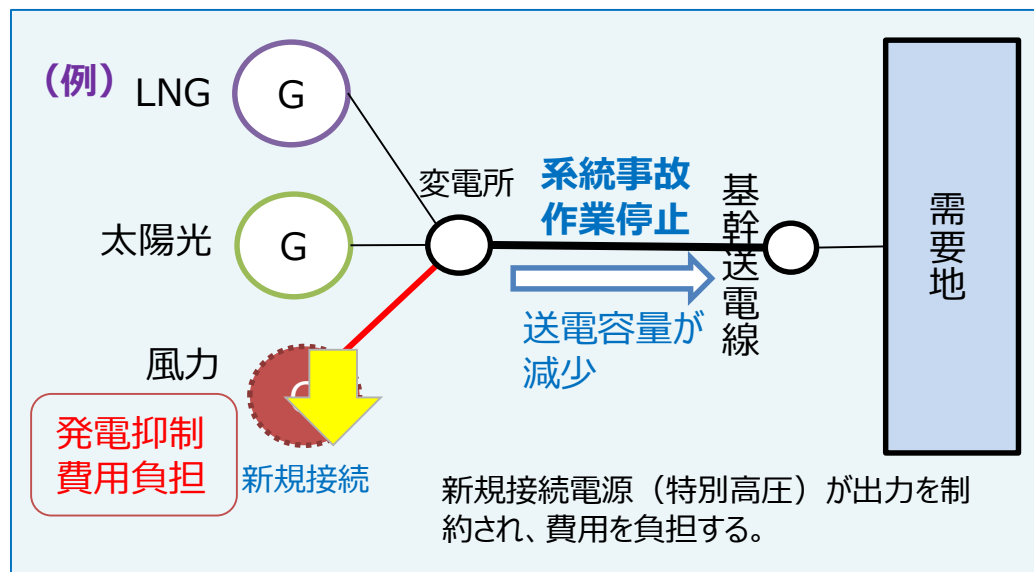 （例）
LNG
G
変電所
系統事故
作業停止
基幹送電線
需要地
太陽光
G
送電容量が
減少
風力
発電抑制
費用負担
新規接続
新規接続電源（特別高圧）が出力を制
約され、費用を負担する。